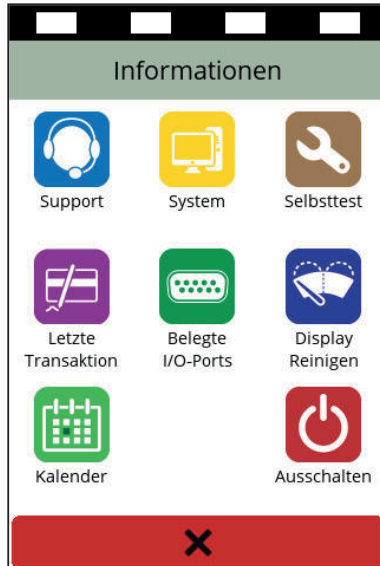 Informationen
Support
System
Selbsttest
Letzte
Transaktion
Belegte
I/O-Ports
Display
Reinigen
Kalender
Ausschalten